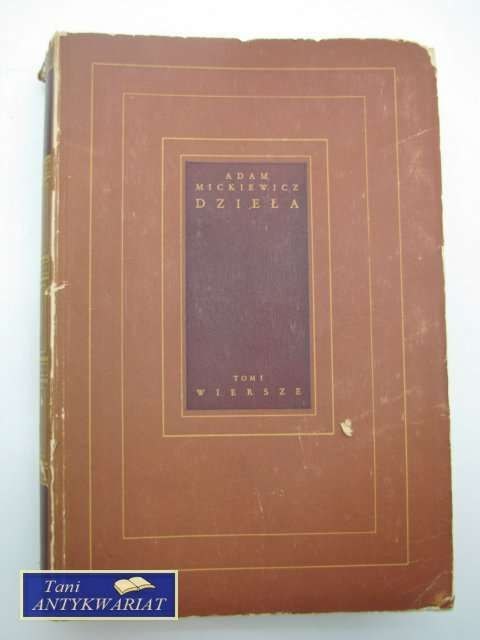 ADAM
MICKIEWICZ
DZIEŁA
TOM I
WIERSZE
Tani
ANTYKWARIAT